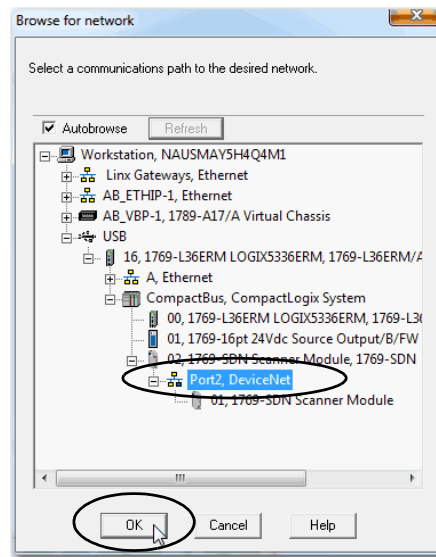 Browse for network
Select a communications path to the desired network.
Autobrowse Refresh
Workstation, NAUSMAY5H4Q4M1
Linx Gateways, Ethernet
AB_ETHIP-1, Ethernet
AB_VBP-1, 1789-A17/A Virtual Chassis
USB
16, 1769-L36ERM LOGIX5336ERM, 1769-L36ERM/A
A, Ethernet
CompactBus, CompactLogix System
00, 1769-L36ERM LOGIX5336ERM, 1769-L36
01, 1769-16pt 24Vdc Source Output/B/FW
02, 1769-SDN Scanner Module, 1769-SDN
Port2, DeviceNet
01, 1769-SDN Scanner Module
OK Cancel Help